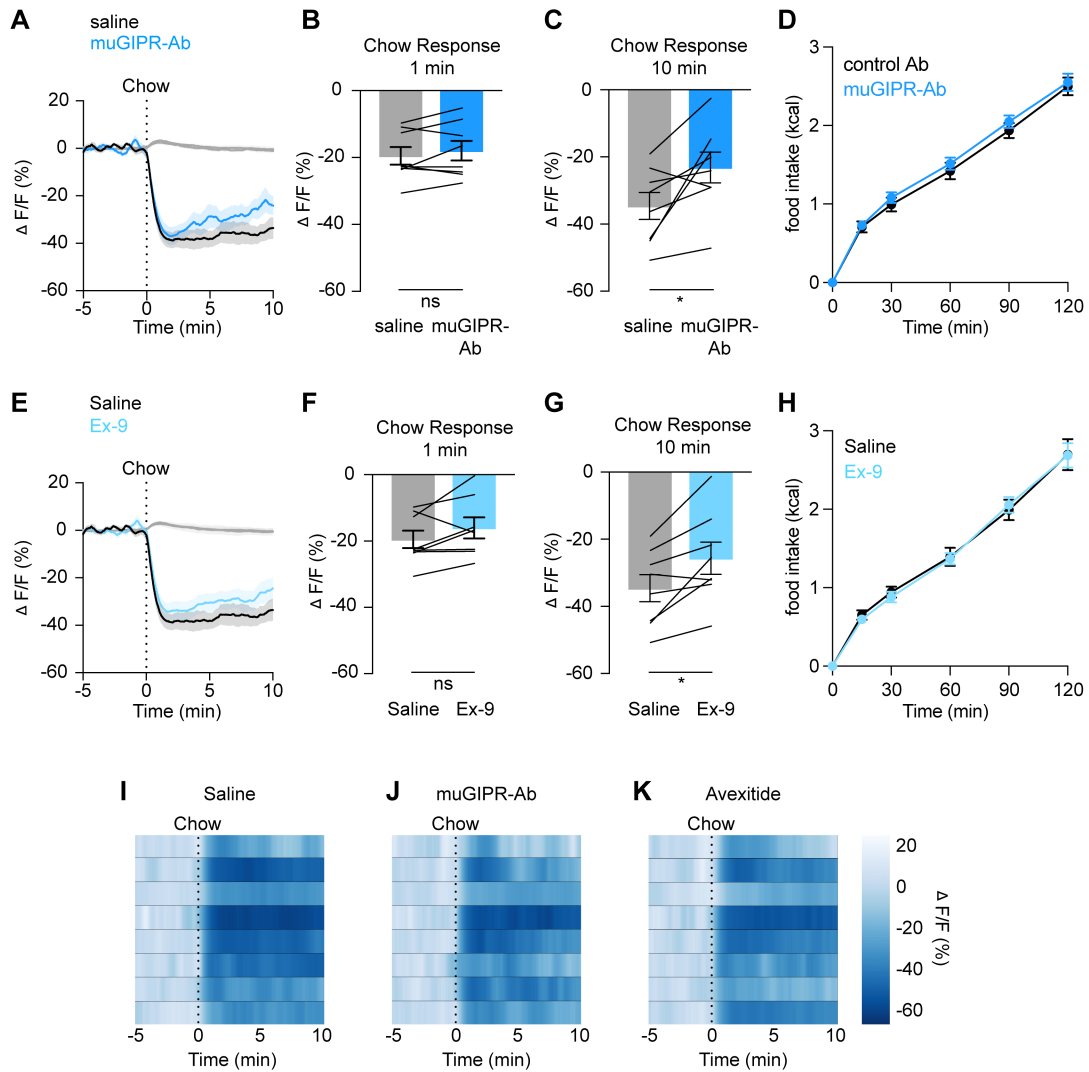 A
saline
muGIPR-Ab
Chow
20
0
-20
-40
-60
Δ F/F (%)
-5 0 5 10
Time (min)
B
Chow Response
1 min
0
-20
-40
-60
Δ F/F (%)
ns
saline muGIPR-
Ab
C
Chow Response
10 min
0
-20
-40
-60
Δ F/F (%)
*
saline muGIPR-
Ab
D
control Ab
muGIPR-Ab
3
2
1
0
food intake (kcal)
0 30 60 90 120
Time (min)
E
Saline
Ex-9
Chow
20
0
-20
-40
-60
Δ F/F (%)
-5 0 5 10
Time (min)
F
Chow Response
1 min
0
-20
-40
-60
Δ F/F (%)
ns
Saline Ex-9
G
Chow Response
10 min
0
-20
-40
-60
Δ F/F (%)
*
Saline Ex-9
H
Saline
Ex-9
3
2
1
0
food intake (kcal)
0 30 60 90 120
Time (min)
I Saline
Chow
-5 0 5 10
Time (min)
J muGIPR-Ab
Chow
-5 0 5 10
Time (min)
K Avexitide
Chow
-5 0 5 10
Time (min)
20
0
-20
-40
-60
Δ F/F (%)